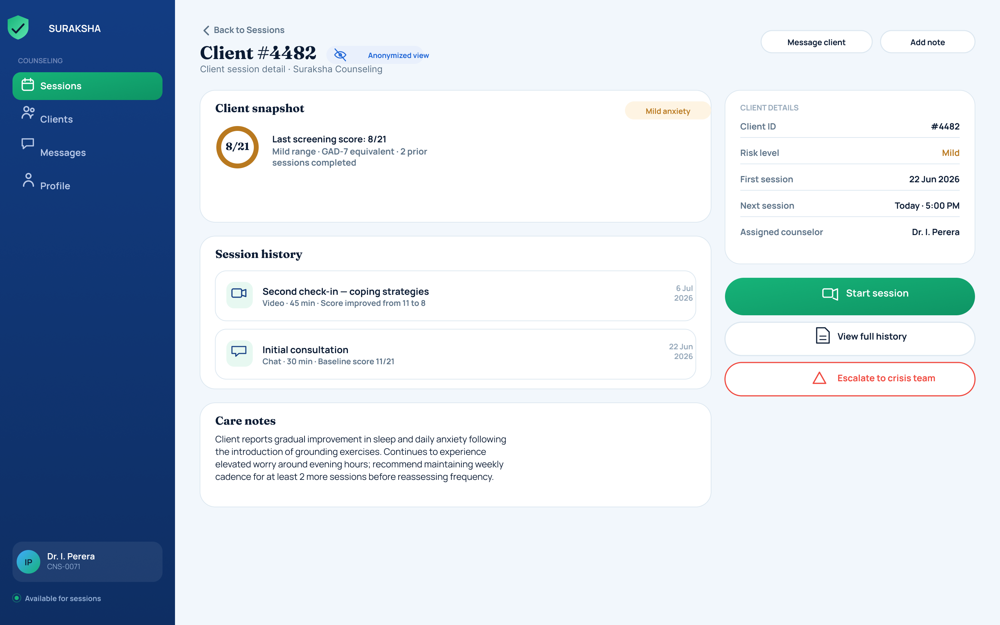 SURAKSHA
COUNSELING
Sessions
Clients
Messages
Profile
Dr. I. Perera
IP
CNS-0071
Available for sessions
Back to Sessions
Client #4482
Anonymized view
Client session detail · Suraksha Counseling
Message client
Add note
Client snapshot
Mild anxiety
8/21
Last screening score: 8/21
Mild range · GAD-7 equivalent · 2 prior
sessions completed
Session history
Second check-in — coping strategies
Video · 45 min · Score improved from 11 to 8
6 Jul
2026
Initial consultation
Chat · 30 min · Baseline score 11/21
22 Jun
2026
Care notes
Client reports gradual improvement in sleep and daily anxiety following
the introduction of grounding exercises. Continues to experience
elevated worry around evening hours; recommend maintaining weekly
cadence for at least 2 more sessions before reassessing frequency.
CLIENT DETAILS
Client ID #4482
Risk level Mild
First session 22 Jun 2026
Next session Today · 5:00 PM
Assigned counselor Dr. I. Perera
Start session
View full history
Escalate to crisis team